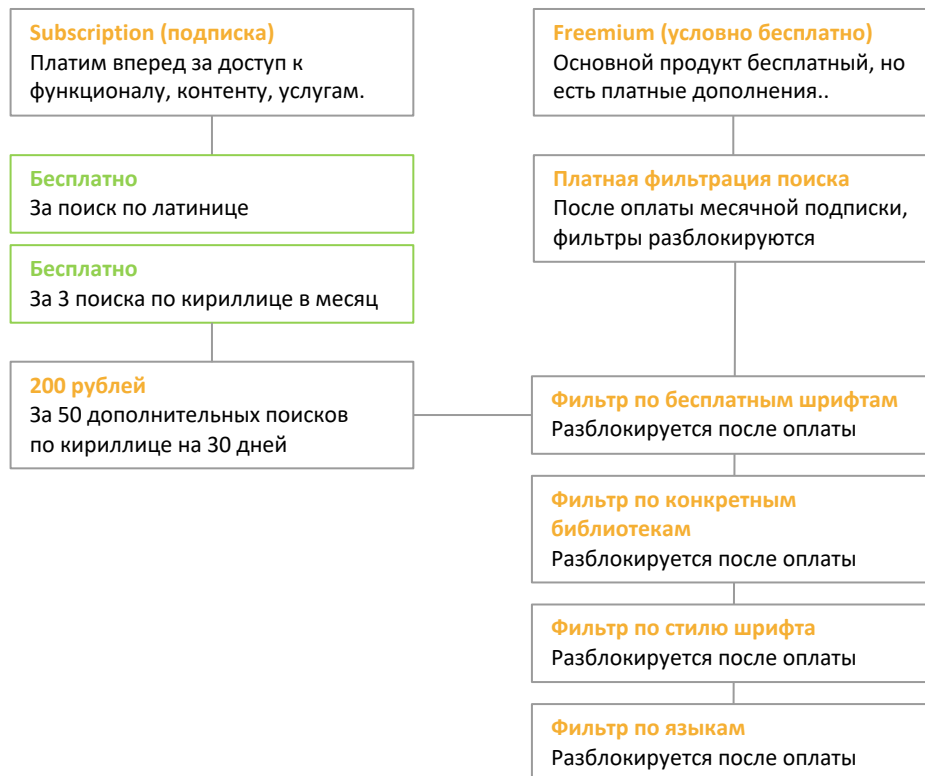 Subscription (подписка)
Платим вперед за доступ к
функционалу, контенту, услугам.
Бесплатно
За поиск по латинице
Бесплатно
За 3 поиска по кириллице в месяц
200 рублей
За 50 дополнительных поисков
по кириллице на 30 дней
Freemium (условно бесплатно)
Основной продукт бесплатный, но
есть платные дополнения..
Платная фильтрация поиска
После оплаты месячной подписки,
фильтры разблокируются
Фильтр по бесплатным шрифтам
Разблокируется после оплаты
Фильтр по конкретным
библиотекам
Разблокируется после оплаты
Фильтр по стилю шрифта
Разблокируется после оплаты
Фильтр по языкам
Разблокируется после оплаты